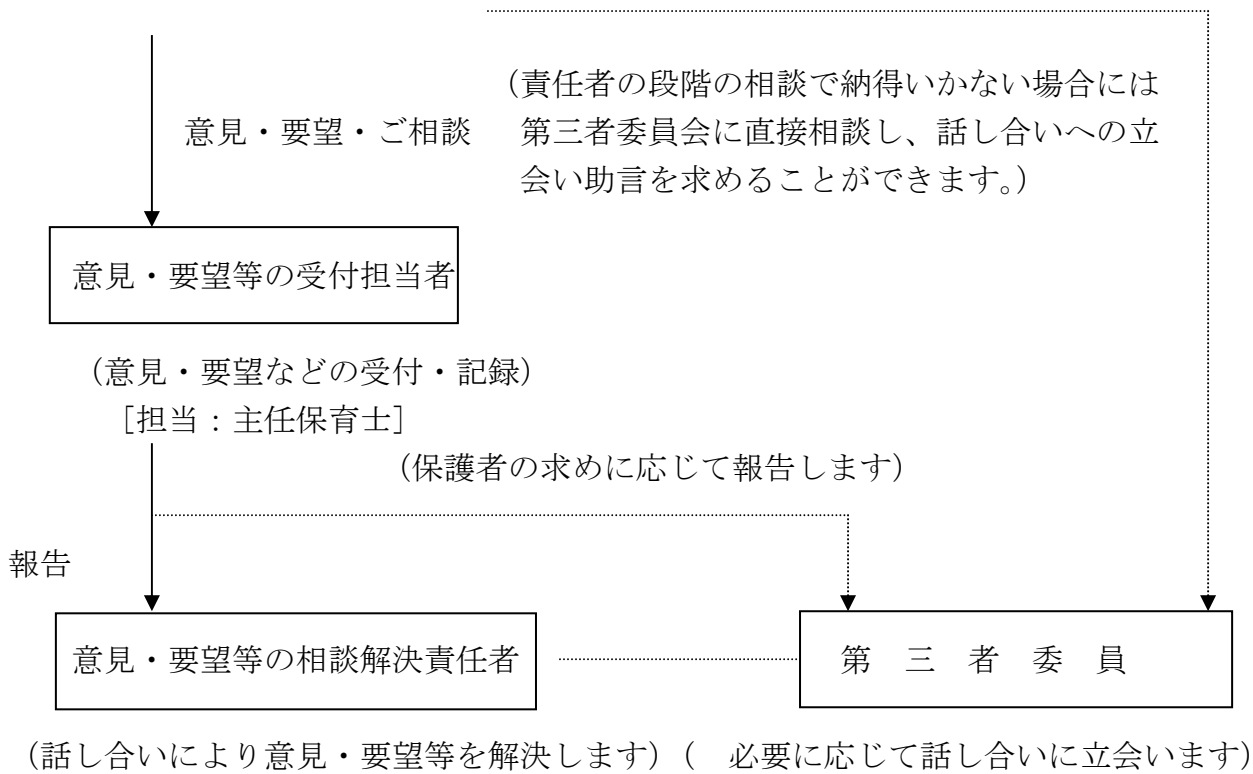 (責任者の段階の相談で納得いかない場合には
意見・要望・ご相談
第三者委員会に直接相談し、話し合いへの立
会い助言を求めることができます。)
意見・要望等の受付担当者
(意見・要望などの受付・記録)
[担当：主任保育士]
(保護者の求めに応じて報告します)
報告
意見・要望等の相談解決責任者
第　三　者　委　員
(話し合いにより意見・要望等を解決します) (　必要に応じて話し合いに立会います)